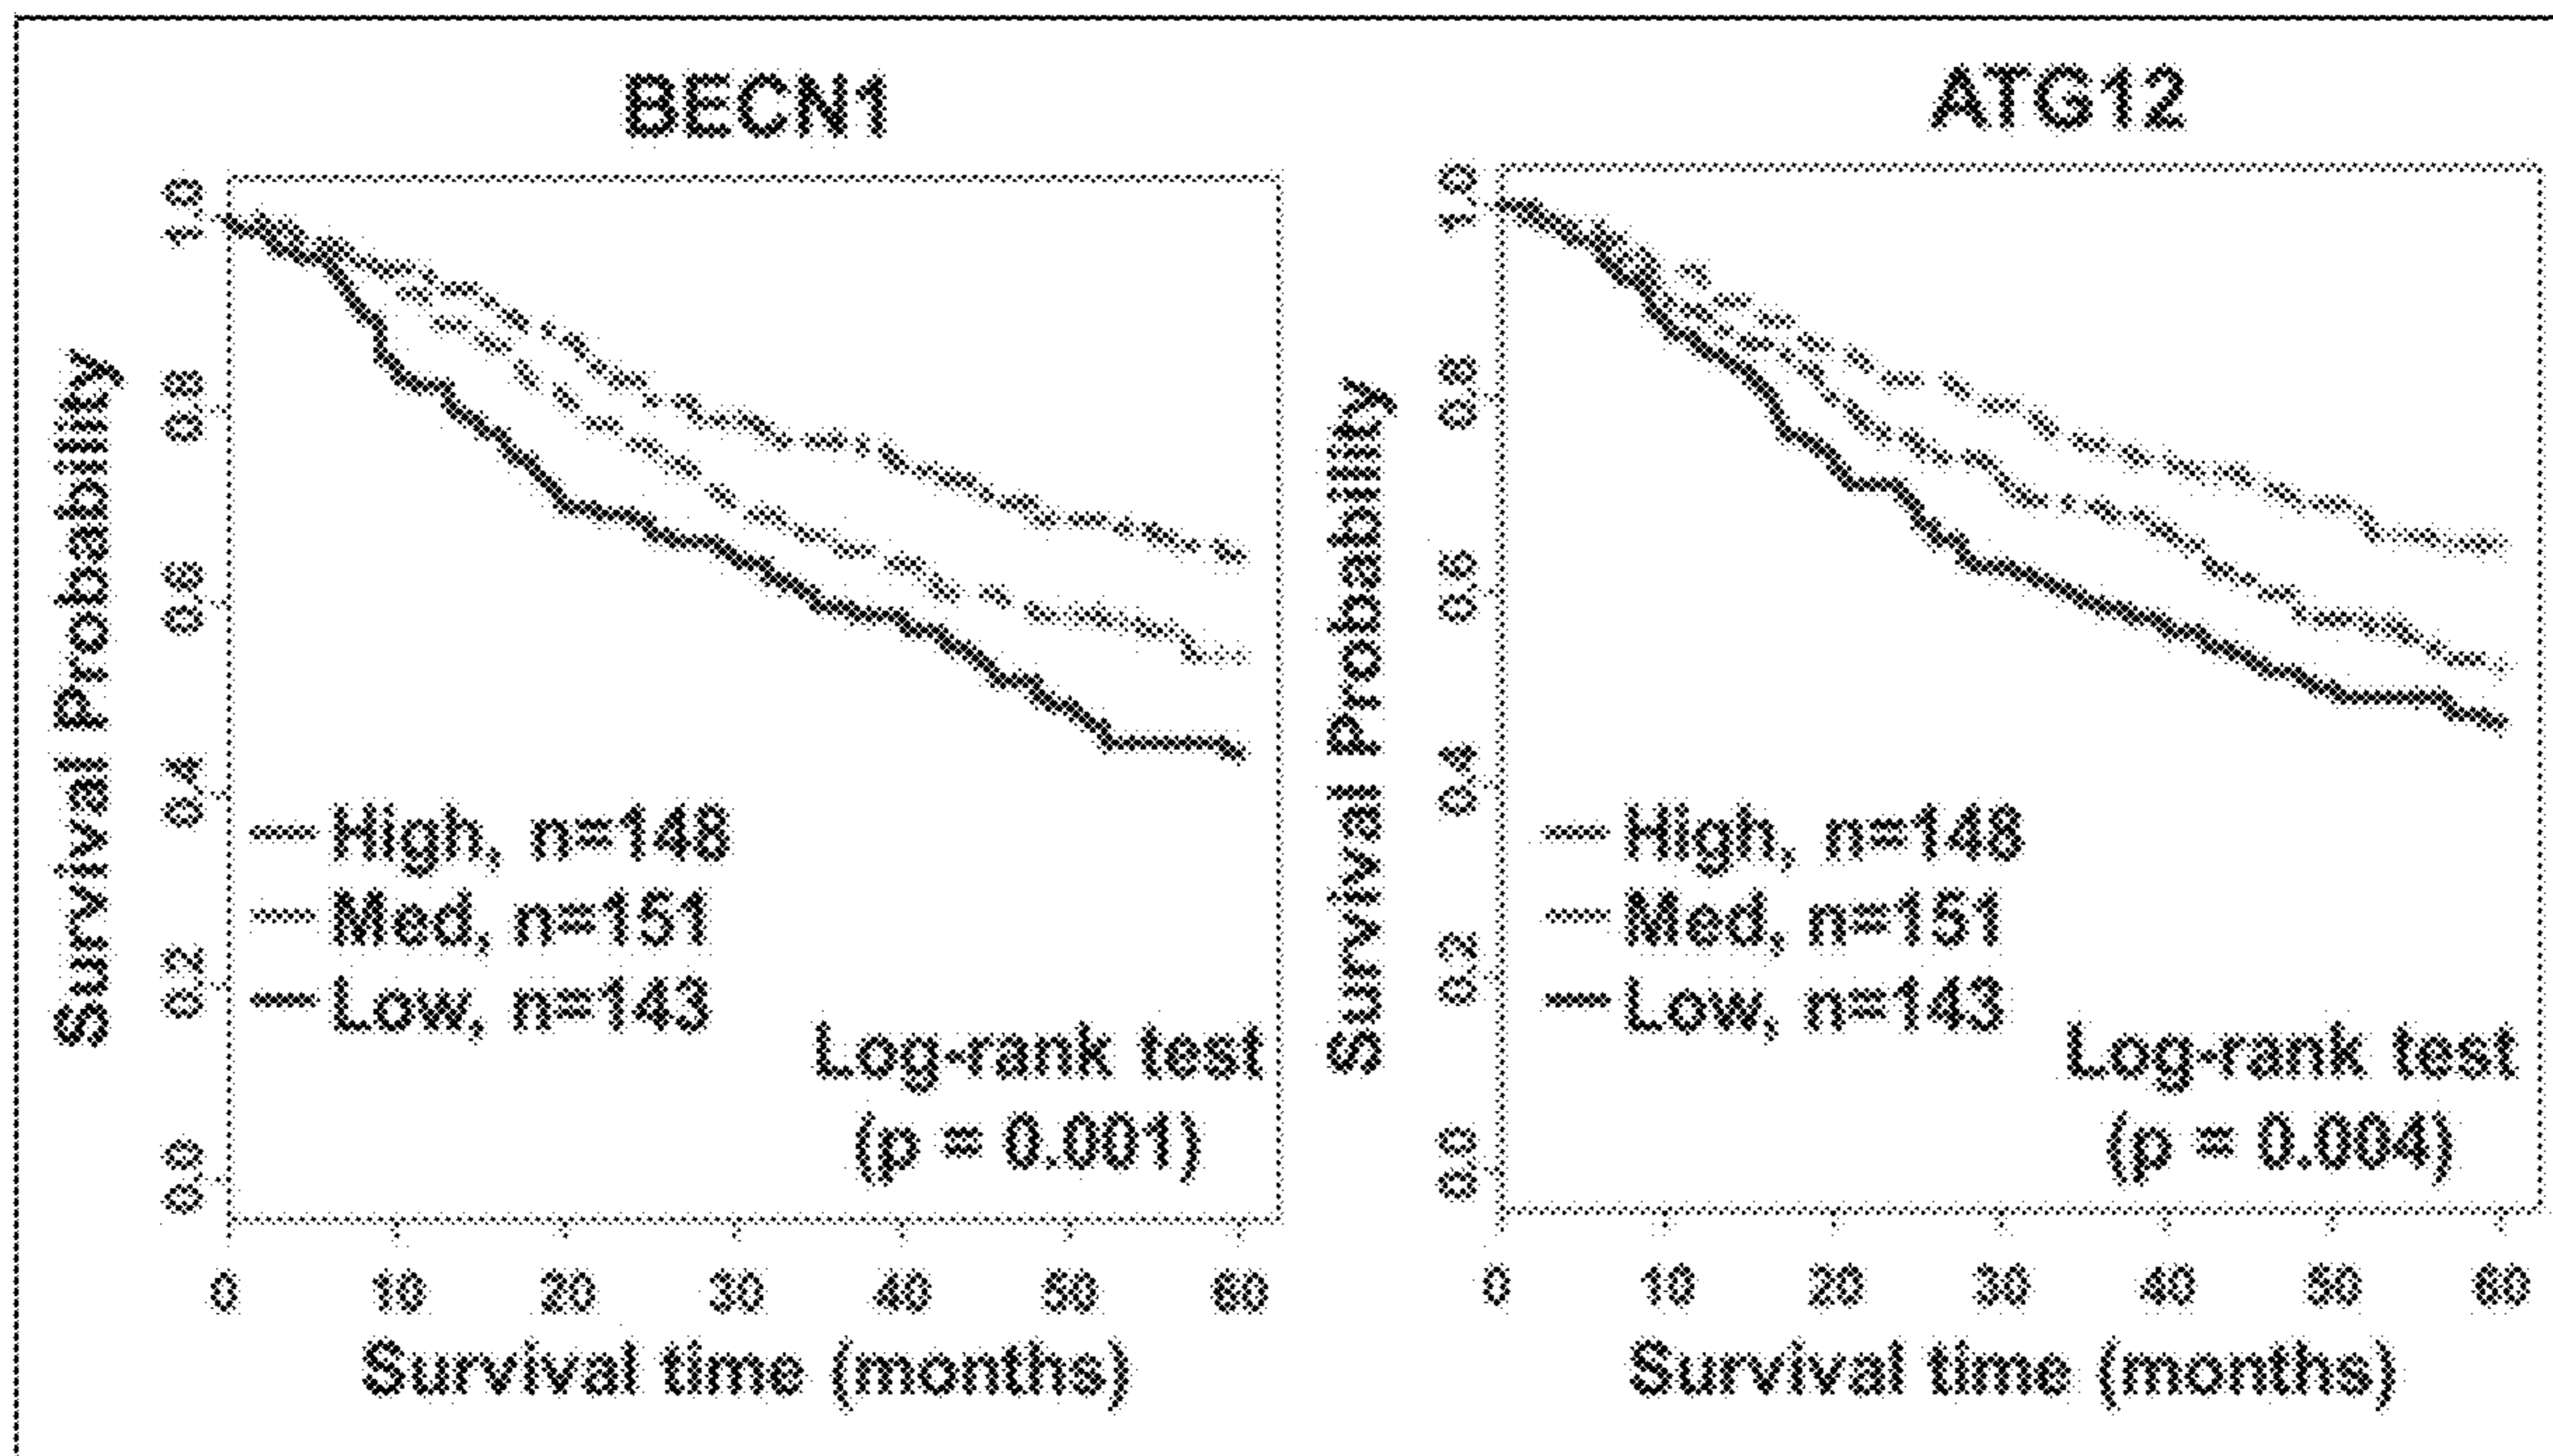 BECN1
Survival Probability
1.0
0.8
0.6
0.4
0.2
0.0
High, n=148
Med, n=151
Low, n=143
Log-rank test
(p = 0.001)
0 10 20 30 40 50 60
Survival time (months)
ATG12
Survival Probability
1.0
0.8
0.6
0.4
0.2
0.0
High, n=148
Med, n=151
Low, n=143
Log-rank test
(p = 0.004)
0 10 20 30 40 50 60
Survival time (months)